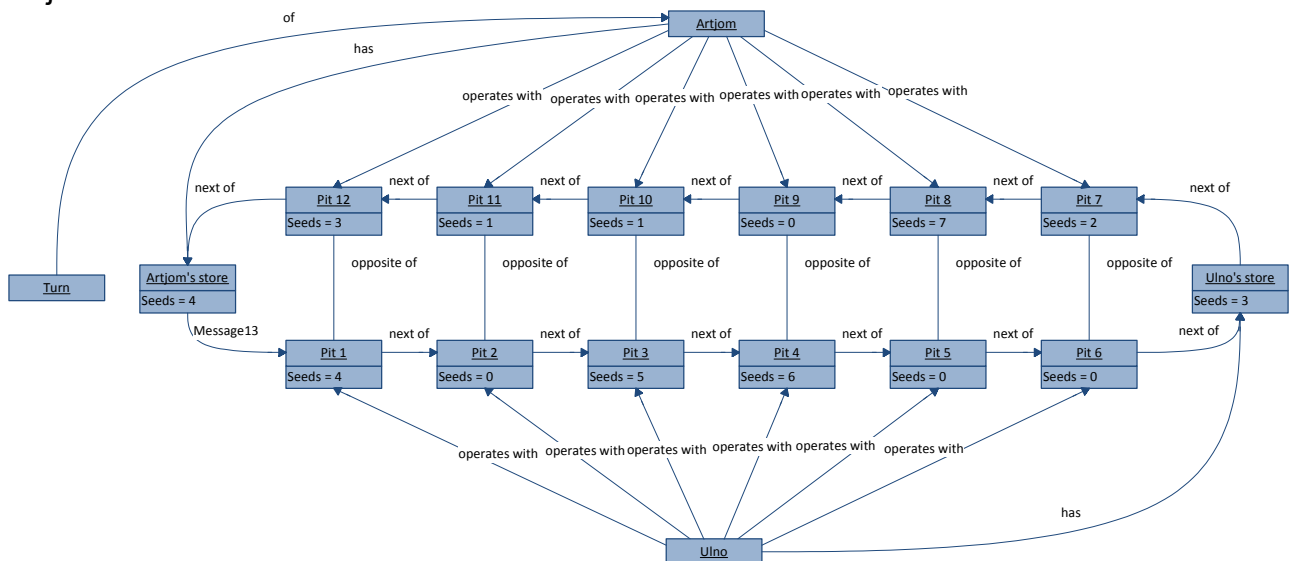 of
Artjom
has
operates with operates with operates with operates with operates with operates with
next of next of next of next of next of next of next of
Pit 12 Pit 11 Pit 10 Pit 9 Pit 8 Pit 7
Seeds = 3 Seeds = 1 Seeds = 1 Seeds = 0 Seeds = 7 Seeds = 2
opposite of opposite of opposite of opposite of opposite of opposite of
Turn Artjom's store Ulno's store
Seeds = 4 Seeds = 3
Message13 next of next of next of next of next of next of
Pit 1 Pit 2 Pit 3 Pit 4 Pit 5 Pit 6
Seeds = 4 Seeds = 0 Seeds = 5 Seeds = 6 Seeds = 0 Seeds = 0
operates with operates with operates with operates with operates with operates with
has
Ulno